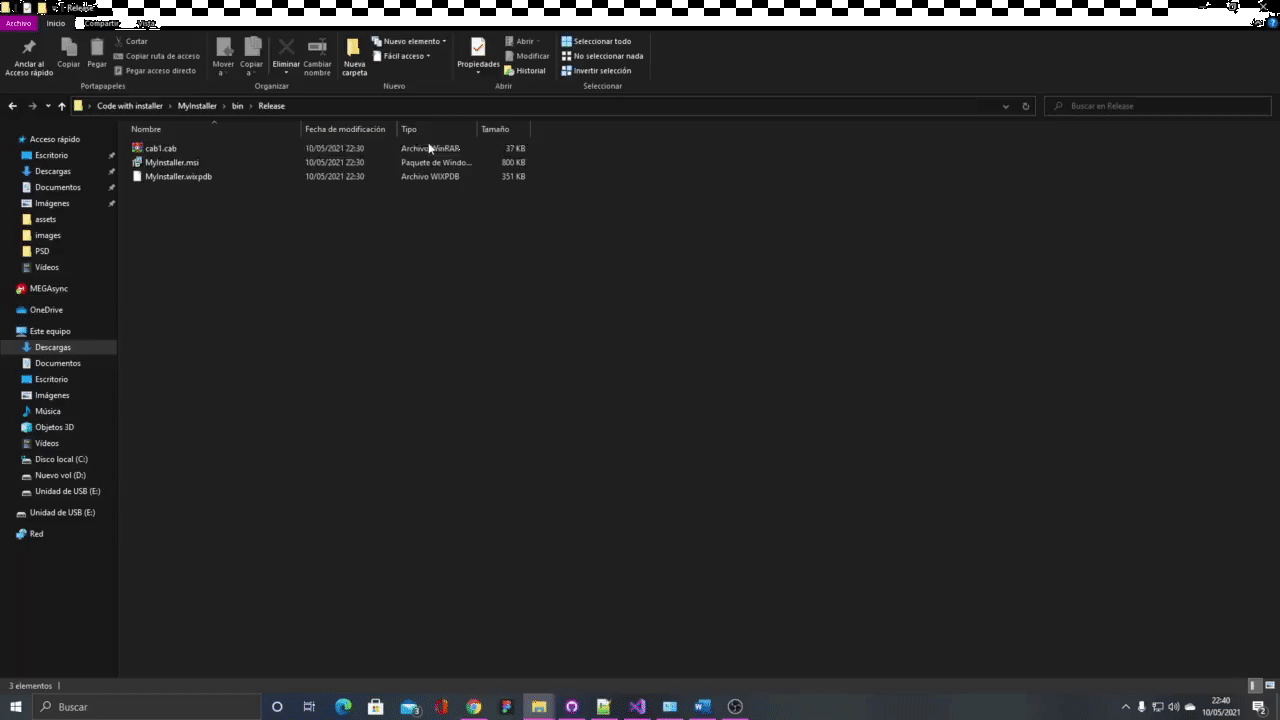 Release
Archivo Inicio Compartir Vista
Anclar al Acceso rápido
Copiar
Pegar
Cortar
Copiar ruta de acceso
Pegar acceso directo
Portapapeles
Mover a
Copiar a
Eliminar
Cambiar nombre
Organizar
Nueva carpeta
Nuevo elemento
Fácil acceso
Nuevo
Propiedades
Abrir
Modificar
Historial
Abrir
Seleccionar todo
No seleccionar nada
Invertir selección
Seleccionar
Code with installer > MyInstaller > bin > Release
Buscar en Release
Nombre Fecha de modificación Tipo Tamaño
cab1.cab 10/05/2021 22:30 Archivo WinRAR 37 KB
MyInstaller.msi 10/05/2021 22:30 Paquete de Windo... 800 KB
MyInstaller.wixpdb 10/05/2021 22:30 Archivo WIXPDB 351 KB
Acceso rápido
Escritorio
Descargas
Documentos
Imágenes
assets
images
PSD
Vídeos
MEGAsync
OneDrive
Este equipo
Descargas
Documentos
Escritorio
Imágenes
Música
Objetos 3D
Vídeos
Disco local (C:)
Nuevo vol (D:)
Unidad de USB (E:)
Unidad de USB (E:)
Red
3 elementos
Buscar
3
22:40
10/05/2021
2